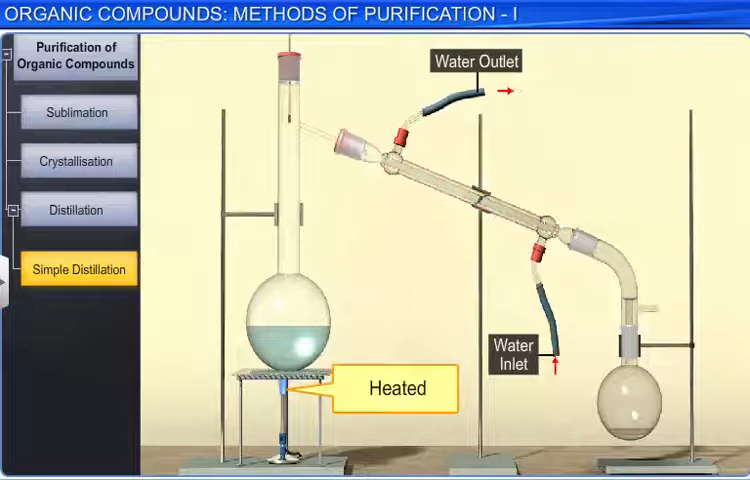 ORGANIC COMPOUNDS: METHODS OF PURIFICATION - I
Purification of
Organic Compounds
Sublimation
Crystallisation
Distillation
Simple Distillation
Water Outlet
Water
Inlet
Heated